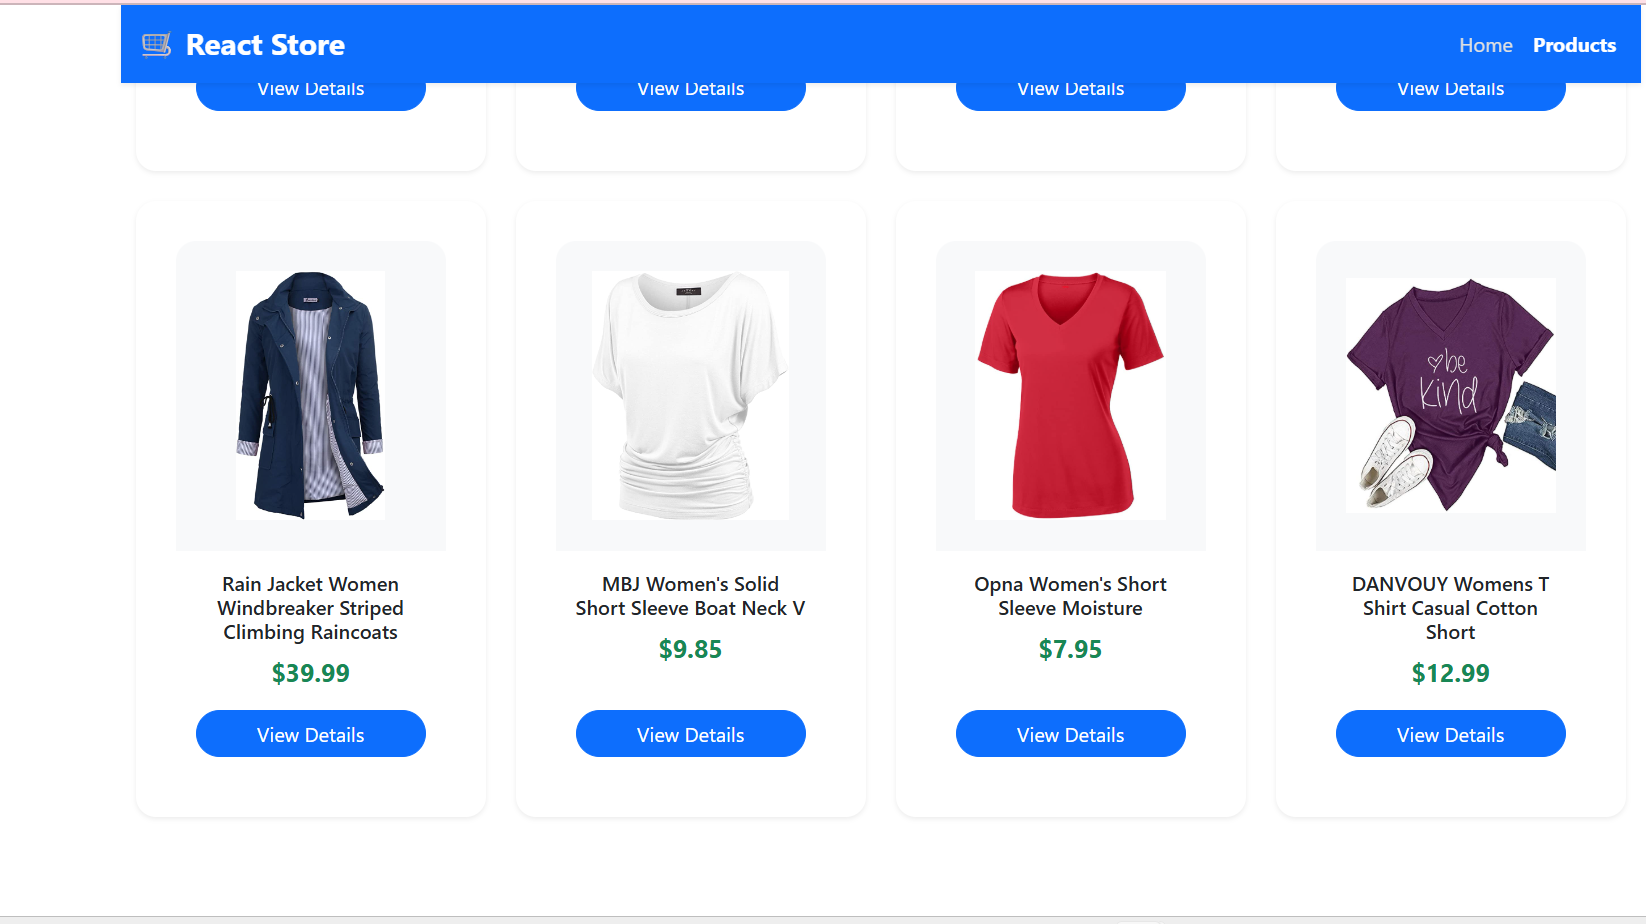 React Store
Home Products
View Details View Details View Details View Details
Rain Jacket Women
Windbreaker Striped
Climbing Raincoats
$39.99
View Details
MBJ Women's Solid
Short Sleeve Boat Neck V
$9.85
View Details
Opna Women's Short
Sleeve Moisture
$7.95
View Details
be
kind
DANVOUY Womens T
Shirt Casual Cotton
Short
$12.99
View Details